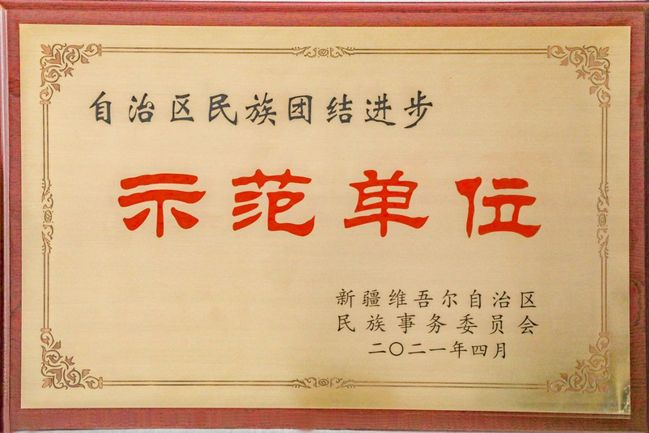 自治区民族团结进步
示范单位
新疆维吾尔自治区
民族事务委员会
二〇二一年四月